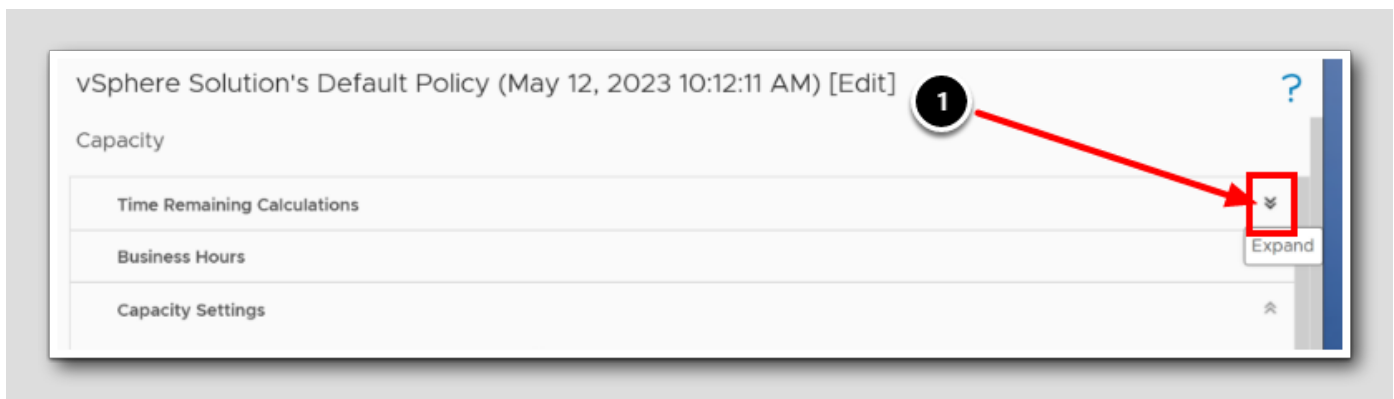 vSphere Solution's Default Policy (May 12, 2023 10:12:11 AM) [Edit]
1
?
Capacity
Time Remaining Calculations
Expand
Business Hours
Capacity Settings